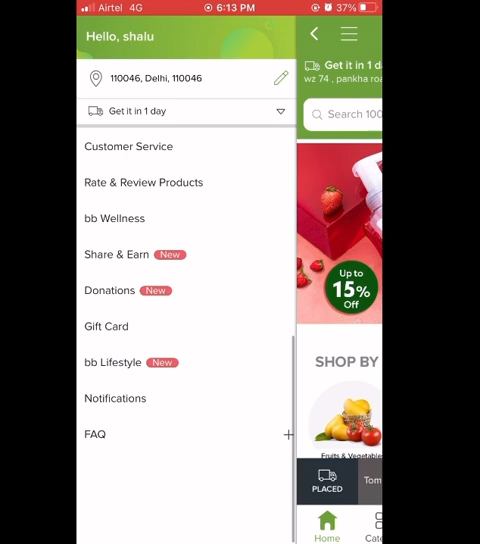 Airtel 4G
6:13 PM
37%
Hello, shalu
110046, Delhi, 110046
Get it in 1 day
Customer Service
Rate & Review Products
bb Wellness
Share & Earn New
Donations New
Gift Card
bb Lifestyle New
Notifications
FAQ
Get it in 1 d
wz 74 , pankha roa
Search 100
Up to
15%
Off
SHOP BY
Fruits & Vegetables
PLACED
Tom
Home
Cate